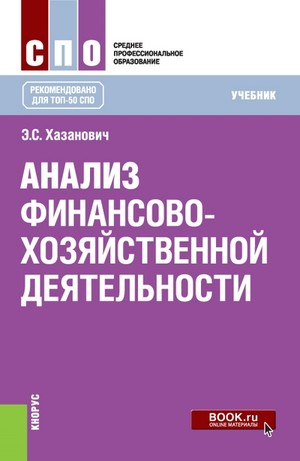 СПО
СРЕДНЕЕ
ПРОФЕССИОНАЛЬНОЕ
ОБРАЗОВАНИЕ
РЕКОМЕНДОВАНО
ДЛЯ ТОП-50 СПО
УЧЕБНИК
Э.С. Хазанович
АНАЛИЗ
ФИНАНСОВО-
ХОЗЯЙСТВЕННОЙ
ДЕЯТЕЛЬНОСТИ
КНОРУС
BOOK.ru
ONLINE МАТЕРИАЛЫ